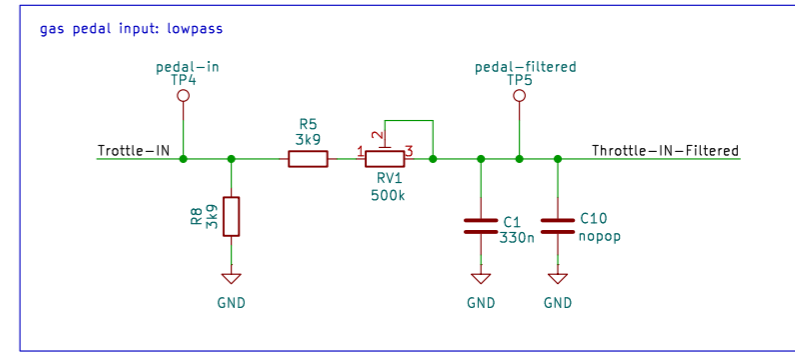 gas pedal input: lowpass
pedal-in
TP4
pedal-filtered
TP5
R5
3k9
Trottle-IN
1
2
3
Throttle-IN-Filtered
RV1
500k
R8
3k9
C1
330n
C10
nopop
GND
GND
GND